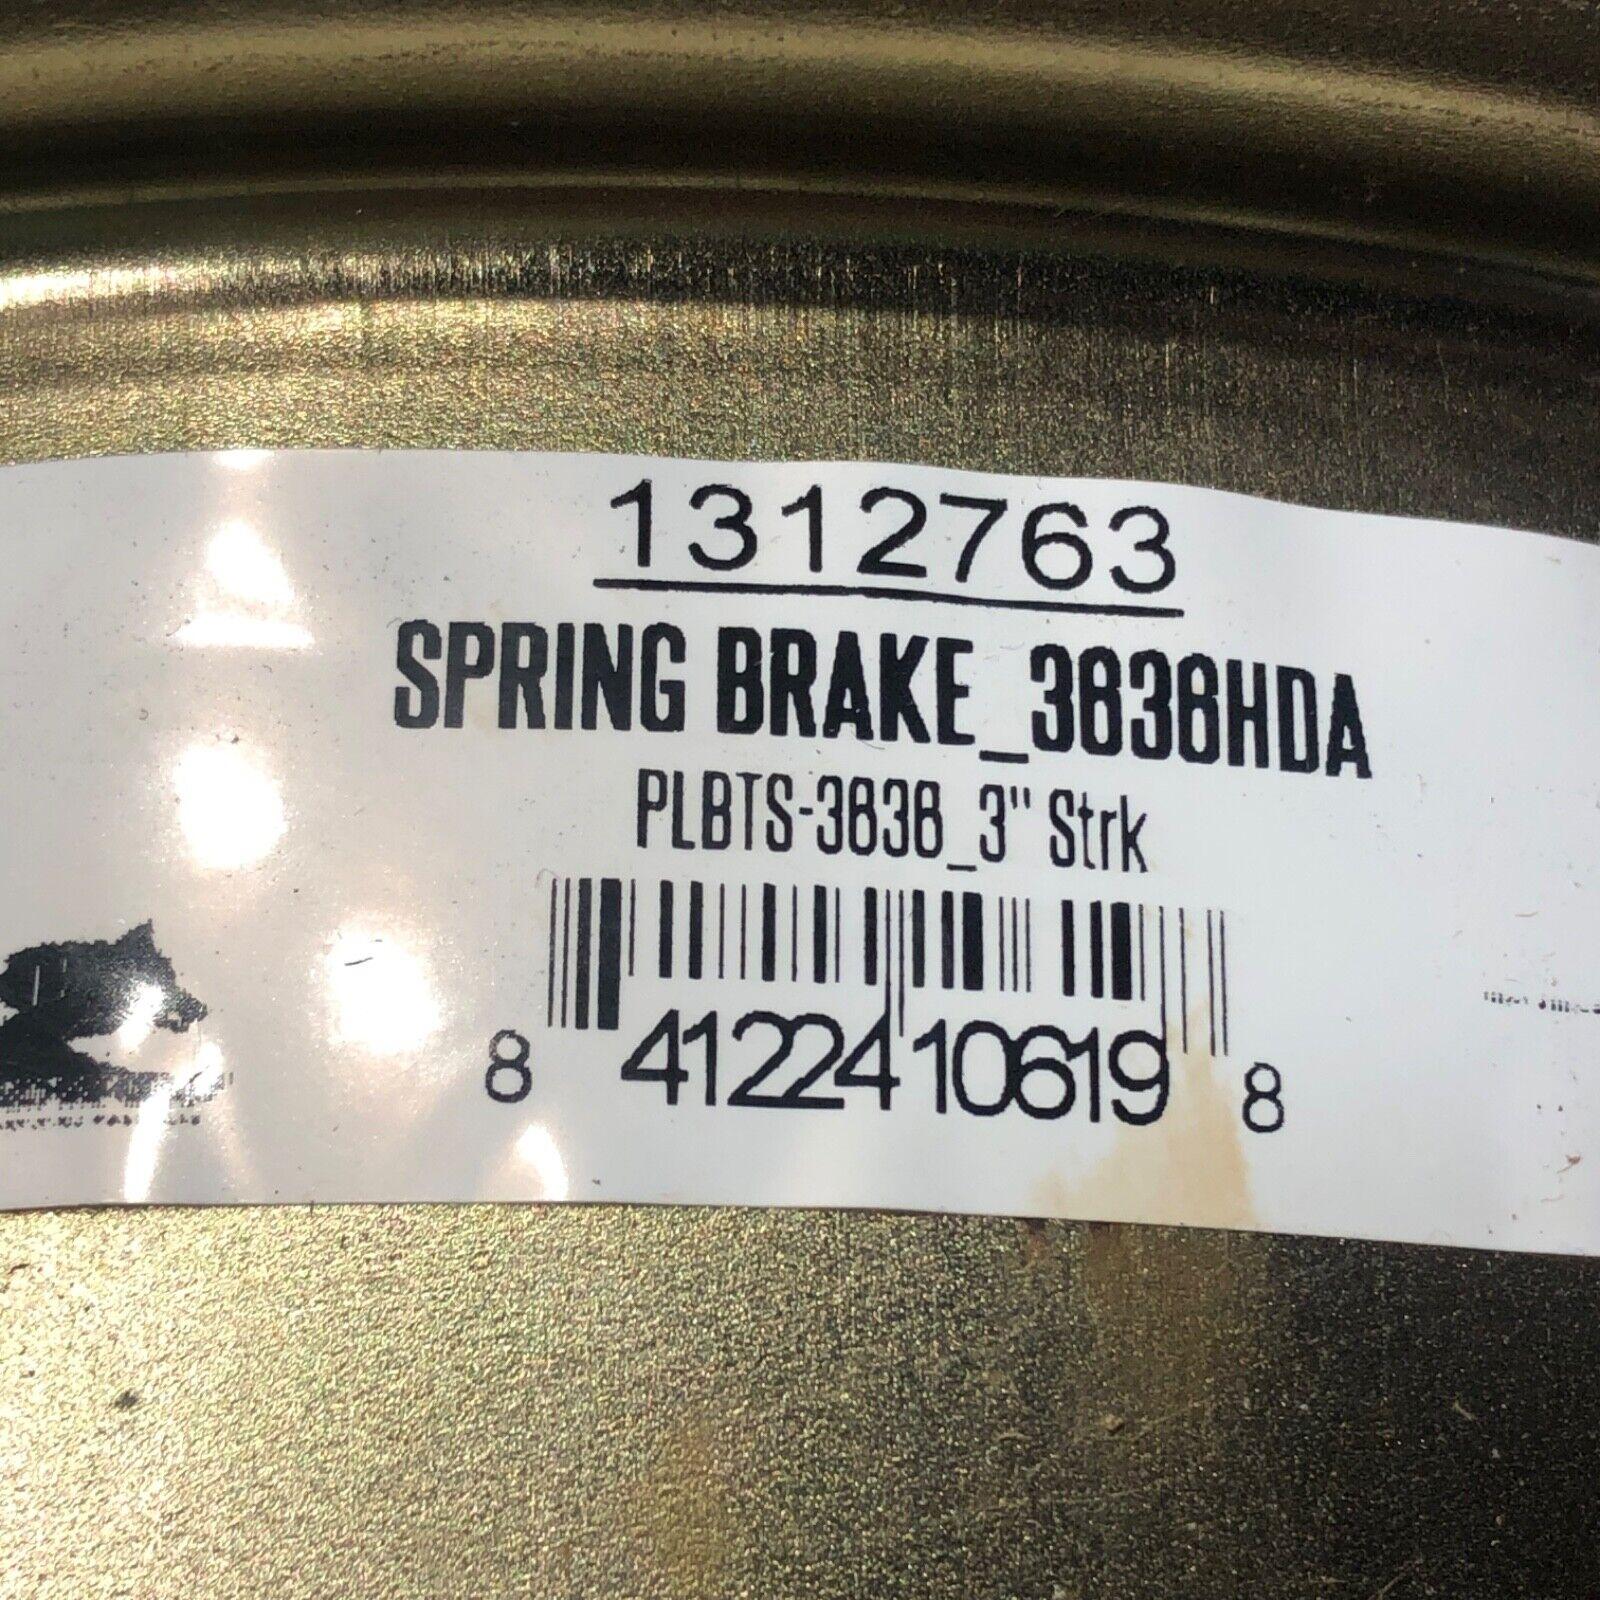 1312763
SPRING BRAKE_3636HDA
PLBTS-3636_3" Strk
8 41224 10619 8